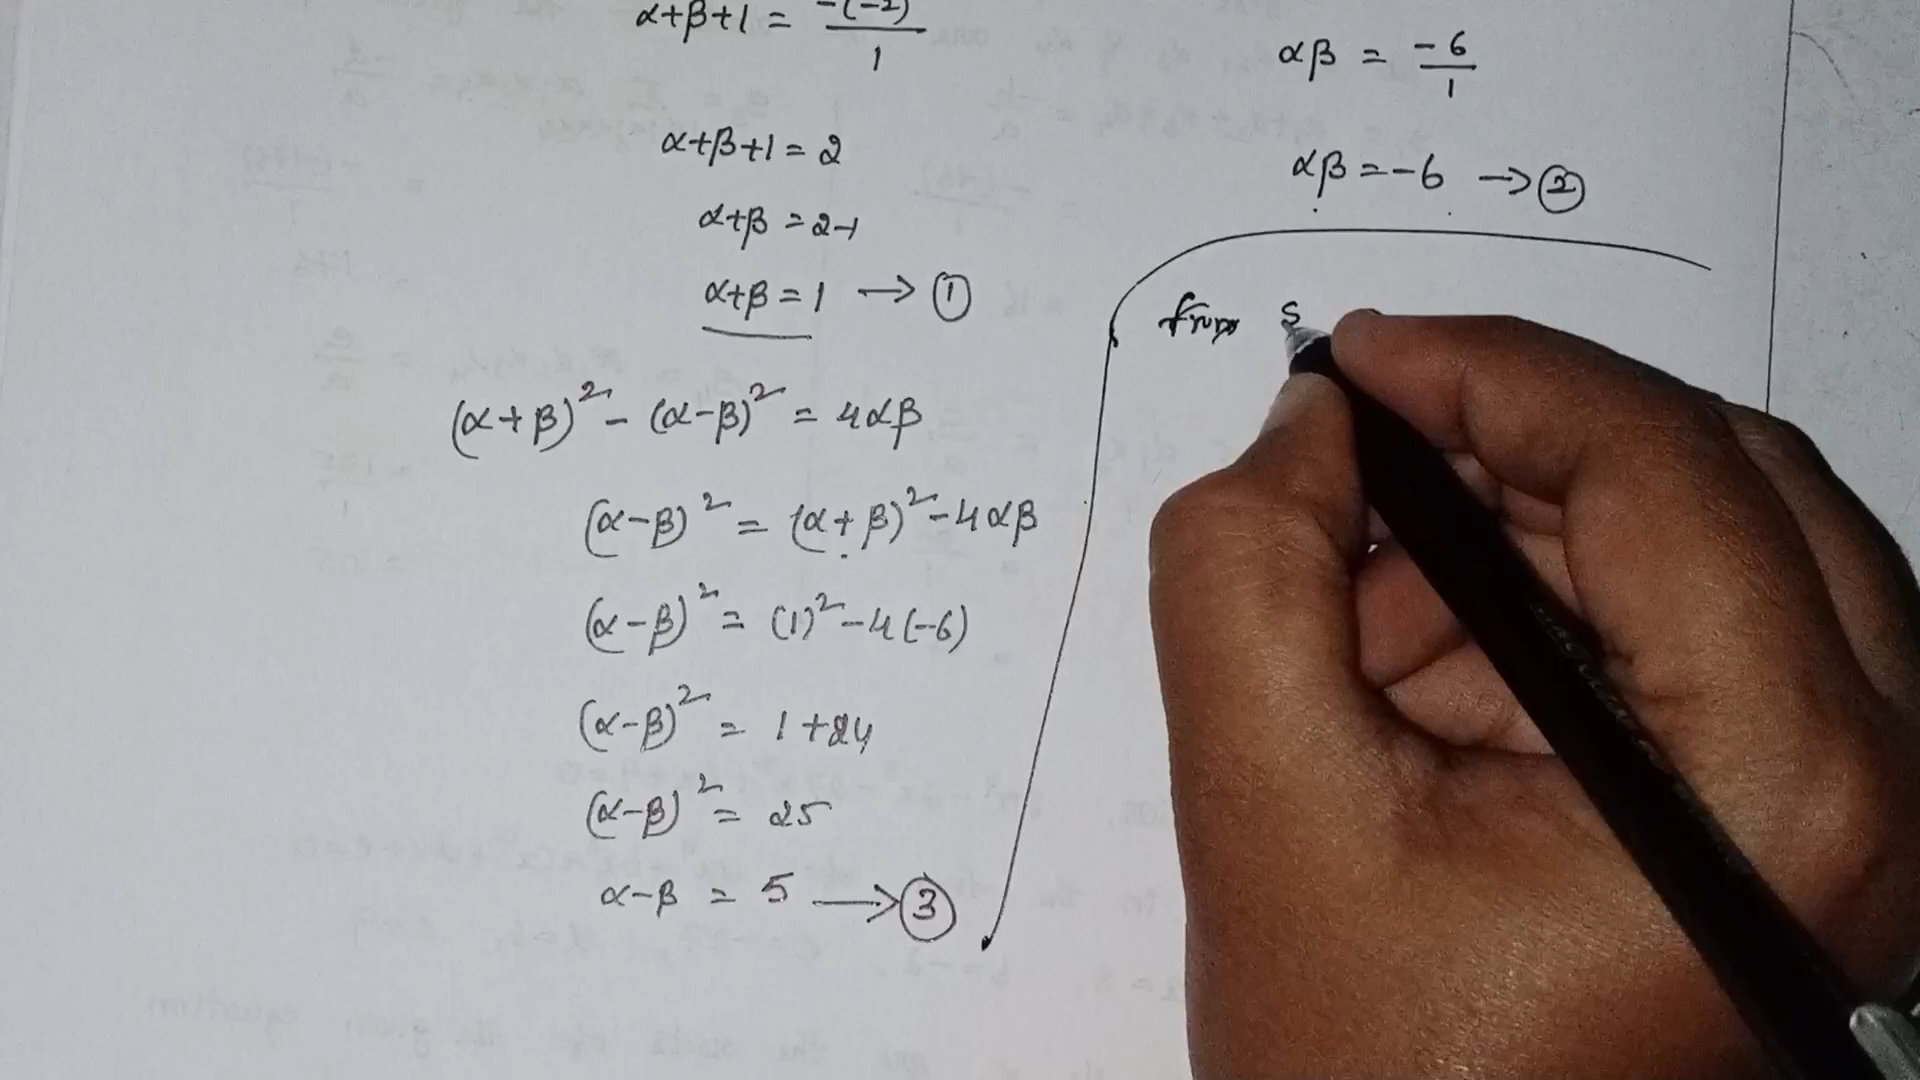 α+β+1 = -(-2)/1
α+β+1 = 2
α+β = 2-1
α+β = 1 → ①
(α+β)² - (α-β)² = 4αβ
(α-β)² = (α+β)² - 4αβ
(α-β)² = (1)² - 4(-6)
(α-β)² = 1+24
(α-β)² = 25
α-β = 5 → ③
αβ = -6/1
αβ = -6 → ②
from